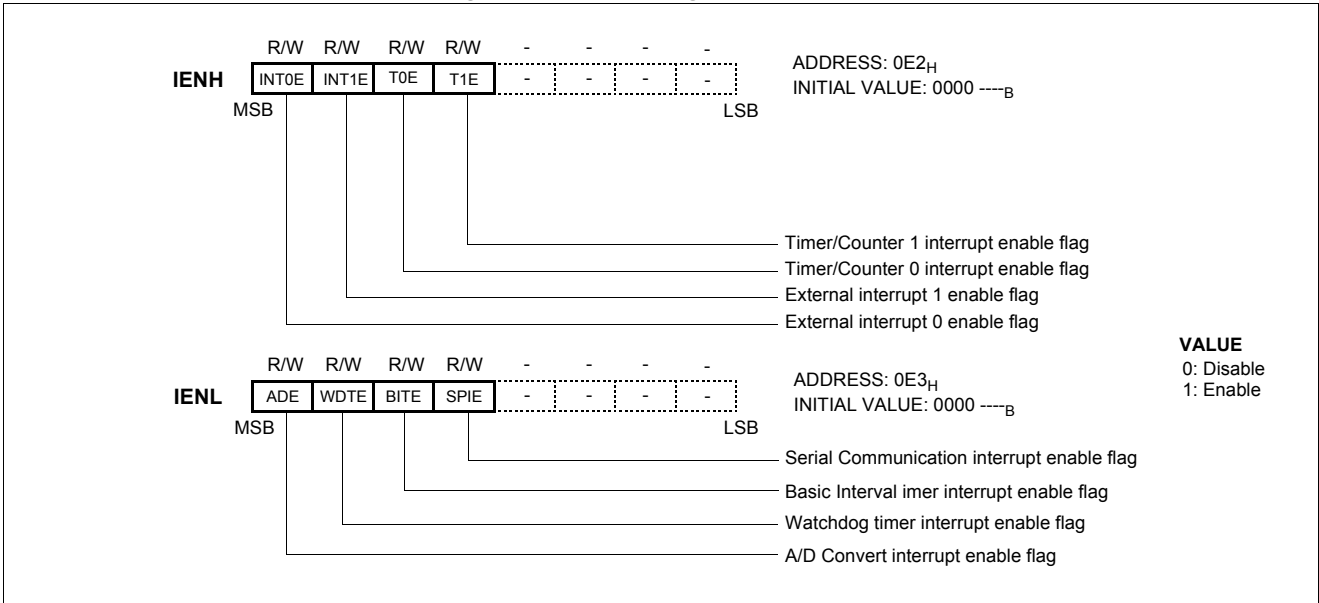 R/W R/W R/W R/W - - - -
IENH INT0E INT1E T0E T1E - - - -
MSB LSB
ADDRESS: 0E2H
INITIAL VALUE: 0000 ----B
Timer/Counter 1 interrupt enable flag
Timer/Counter 0 interrupt enable flag
External interrupt 1 enable flag
External interrupt 0 enable flag
VALUE
0: Disable
1: Enable
R/W R/W R/W R/W - - - -
IENL ADE WDTE BITE SPIE - - - -
MSB LSB
ADDRESS: 0E3H
INITIAL VALUE: 0000 ----B
Serial Communication interrupt enable flag
Basic Interval imer interrupt enable flag
Watchdog timer interrupt enable flag
A/D Convert interrupt enable flag